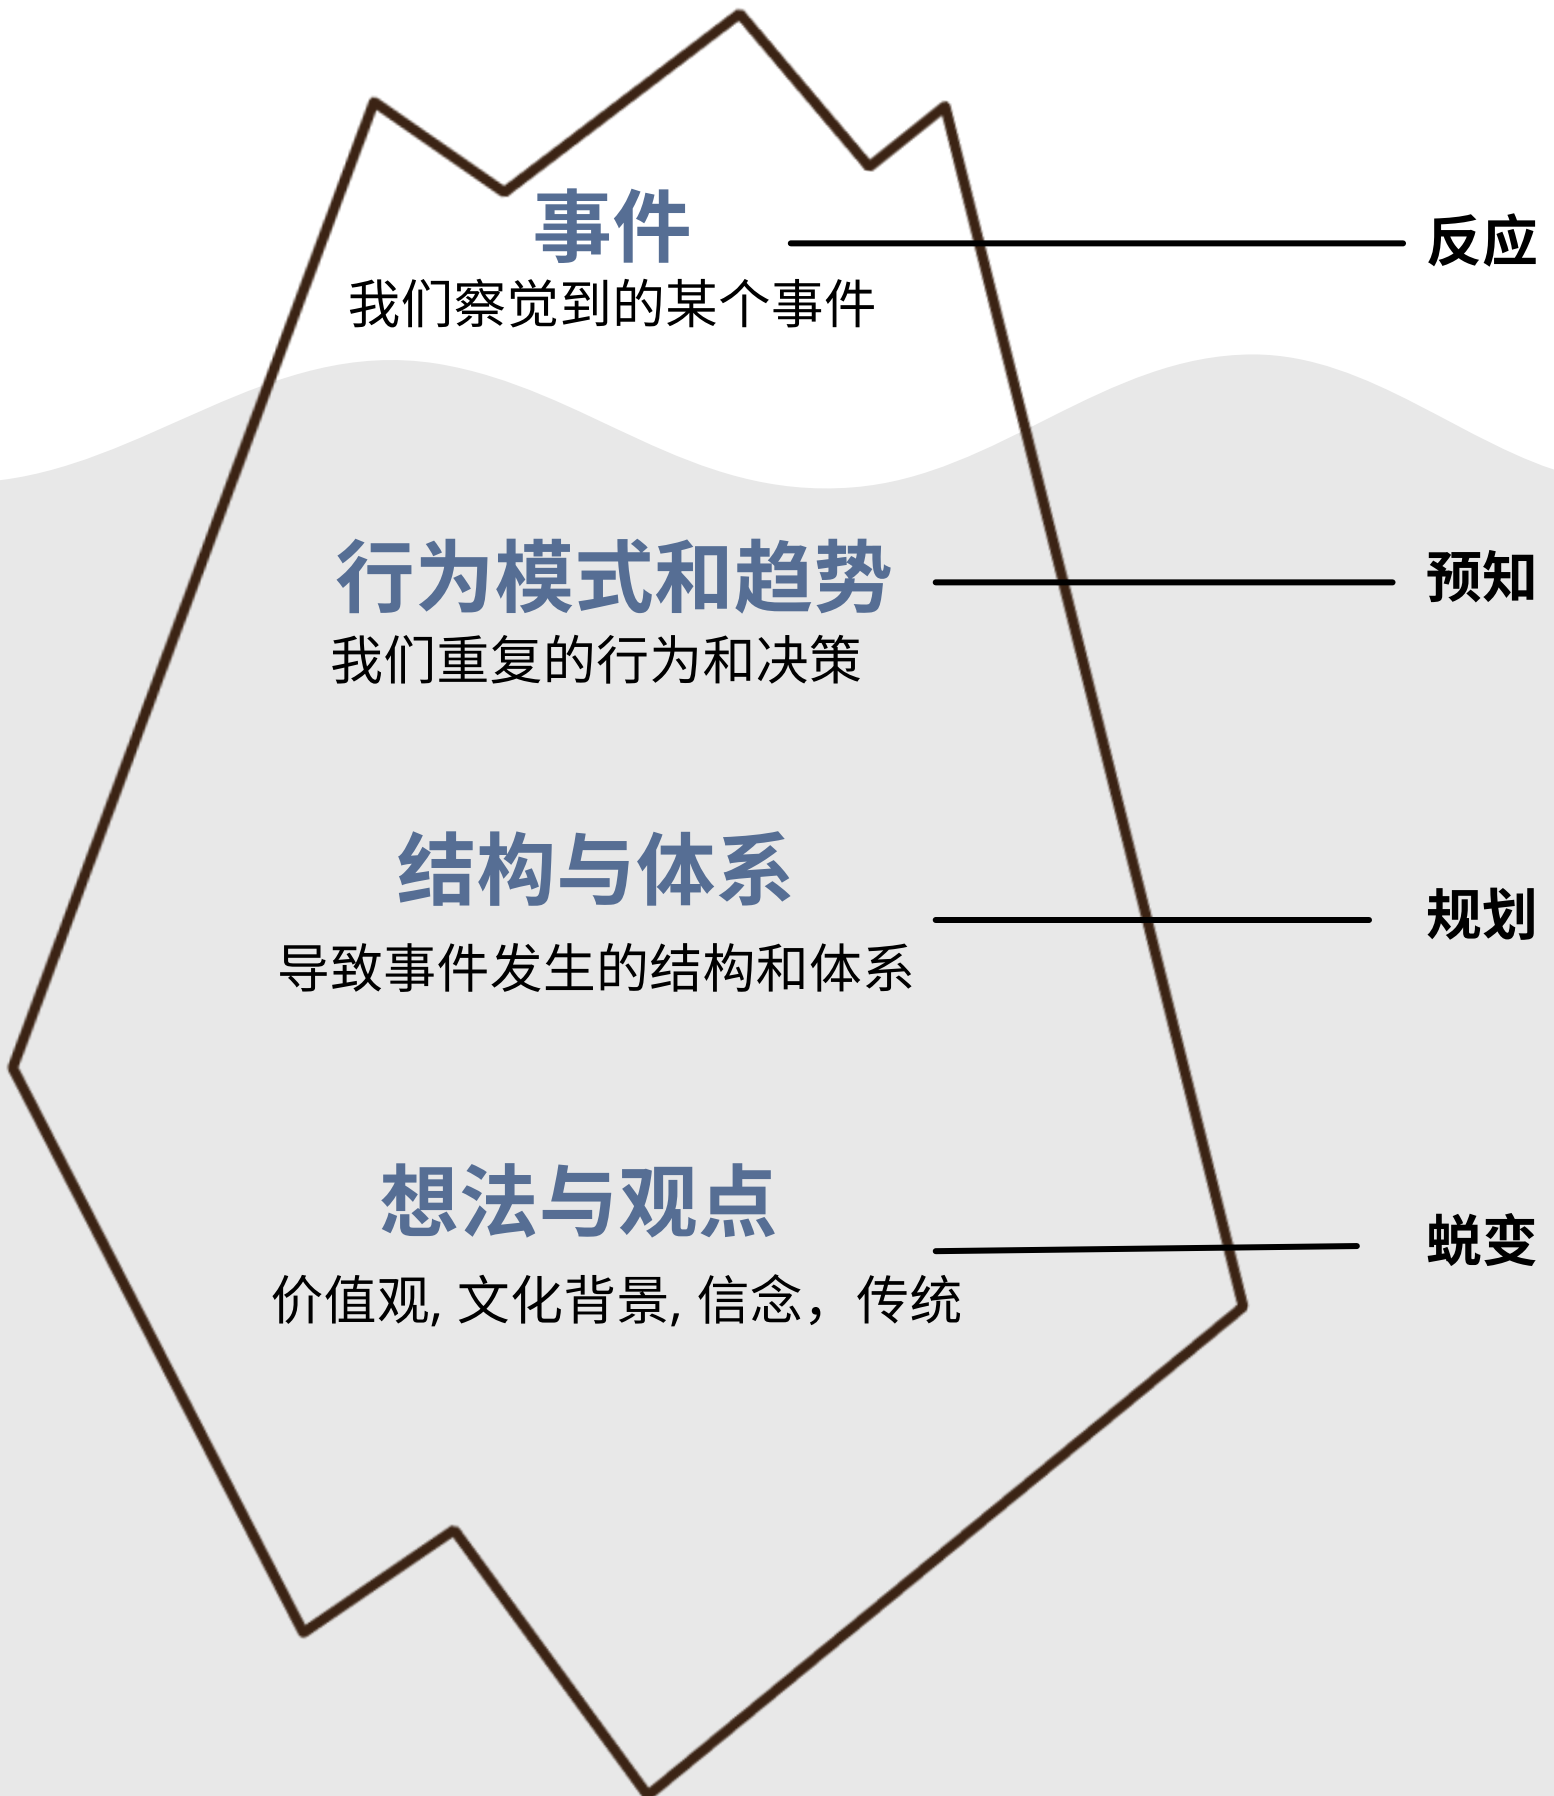 事件
反应
我们察觉到的某个事件
行为模式和趋势
预知
我们重复的行为和决策
结构与体系
规划
导致事件发生的结构和体系
想法与观点
蜕变
价值观, 文化背景, 信念，传统